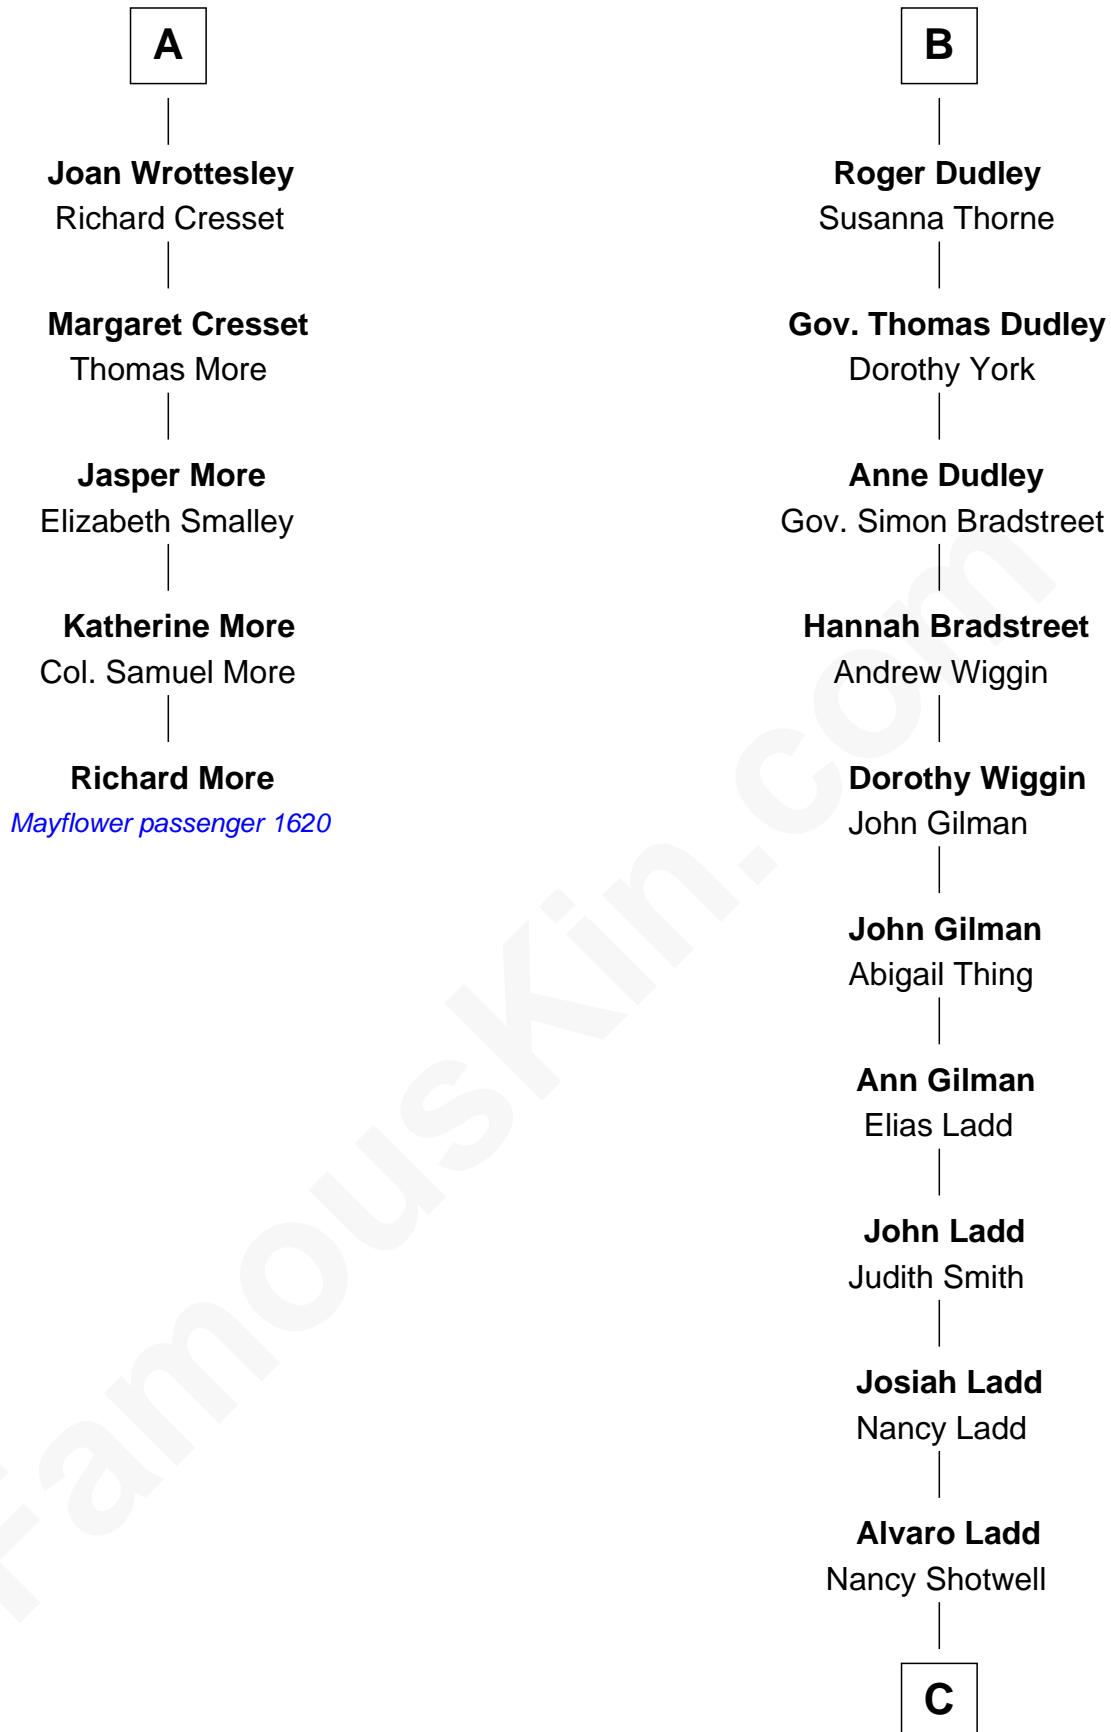 A
Joan Wrottesley
Richard Cresset
Margaret Cresset
Thomas More
Jasper More
Elizabeth Smalley
Katherine More
Col. Samuel More
Richard More
Mayflower passenger 1620
B
Roger Dudley
Susanna Thorne
Gov. Thomas Dudley
Dorothy York
Anne Dudley
Gov. Simon Bradstreet
Hannah Bradstreet
Andrew Wiggin
Dorothy Wiggin
John Gilman
John Gilman
Abigail Thing
Ann Gilman
Elias Ladd
John Ladd
Judith Smith
Josiah Ladd
Nancy Ladd
Alvaro Ladd
Nancy Shotwell
C
FamousKin.com